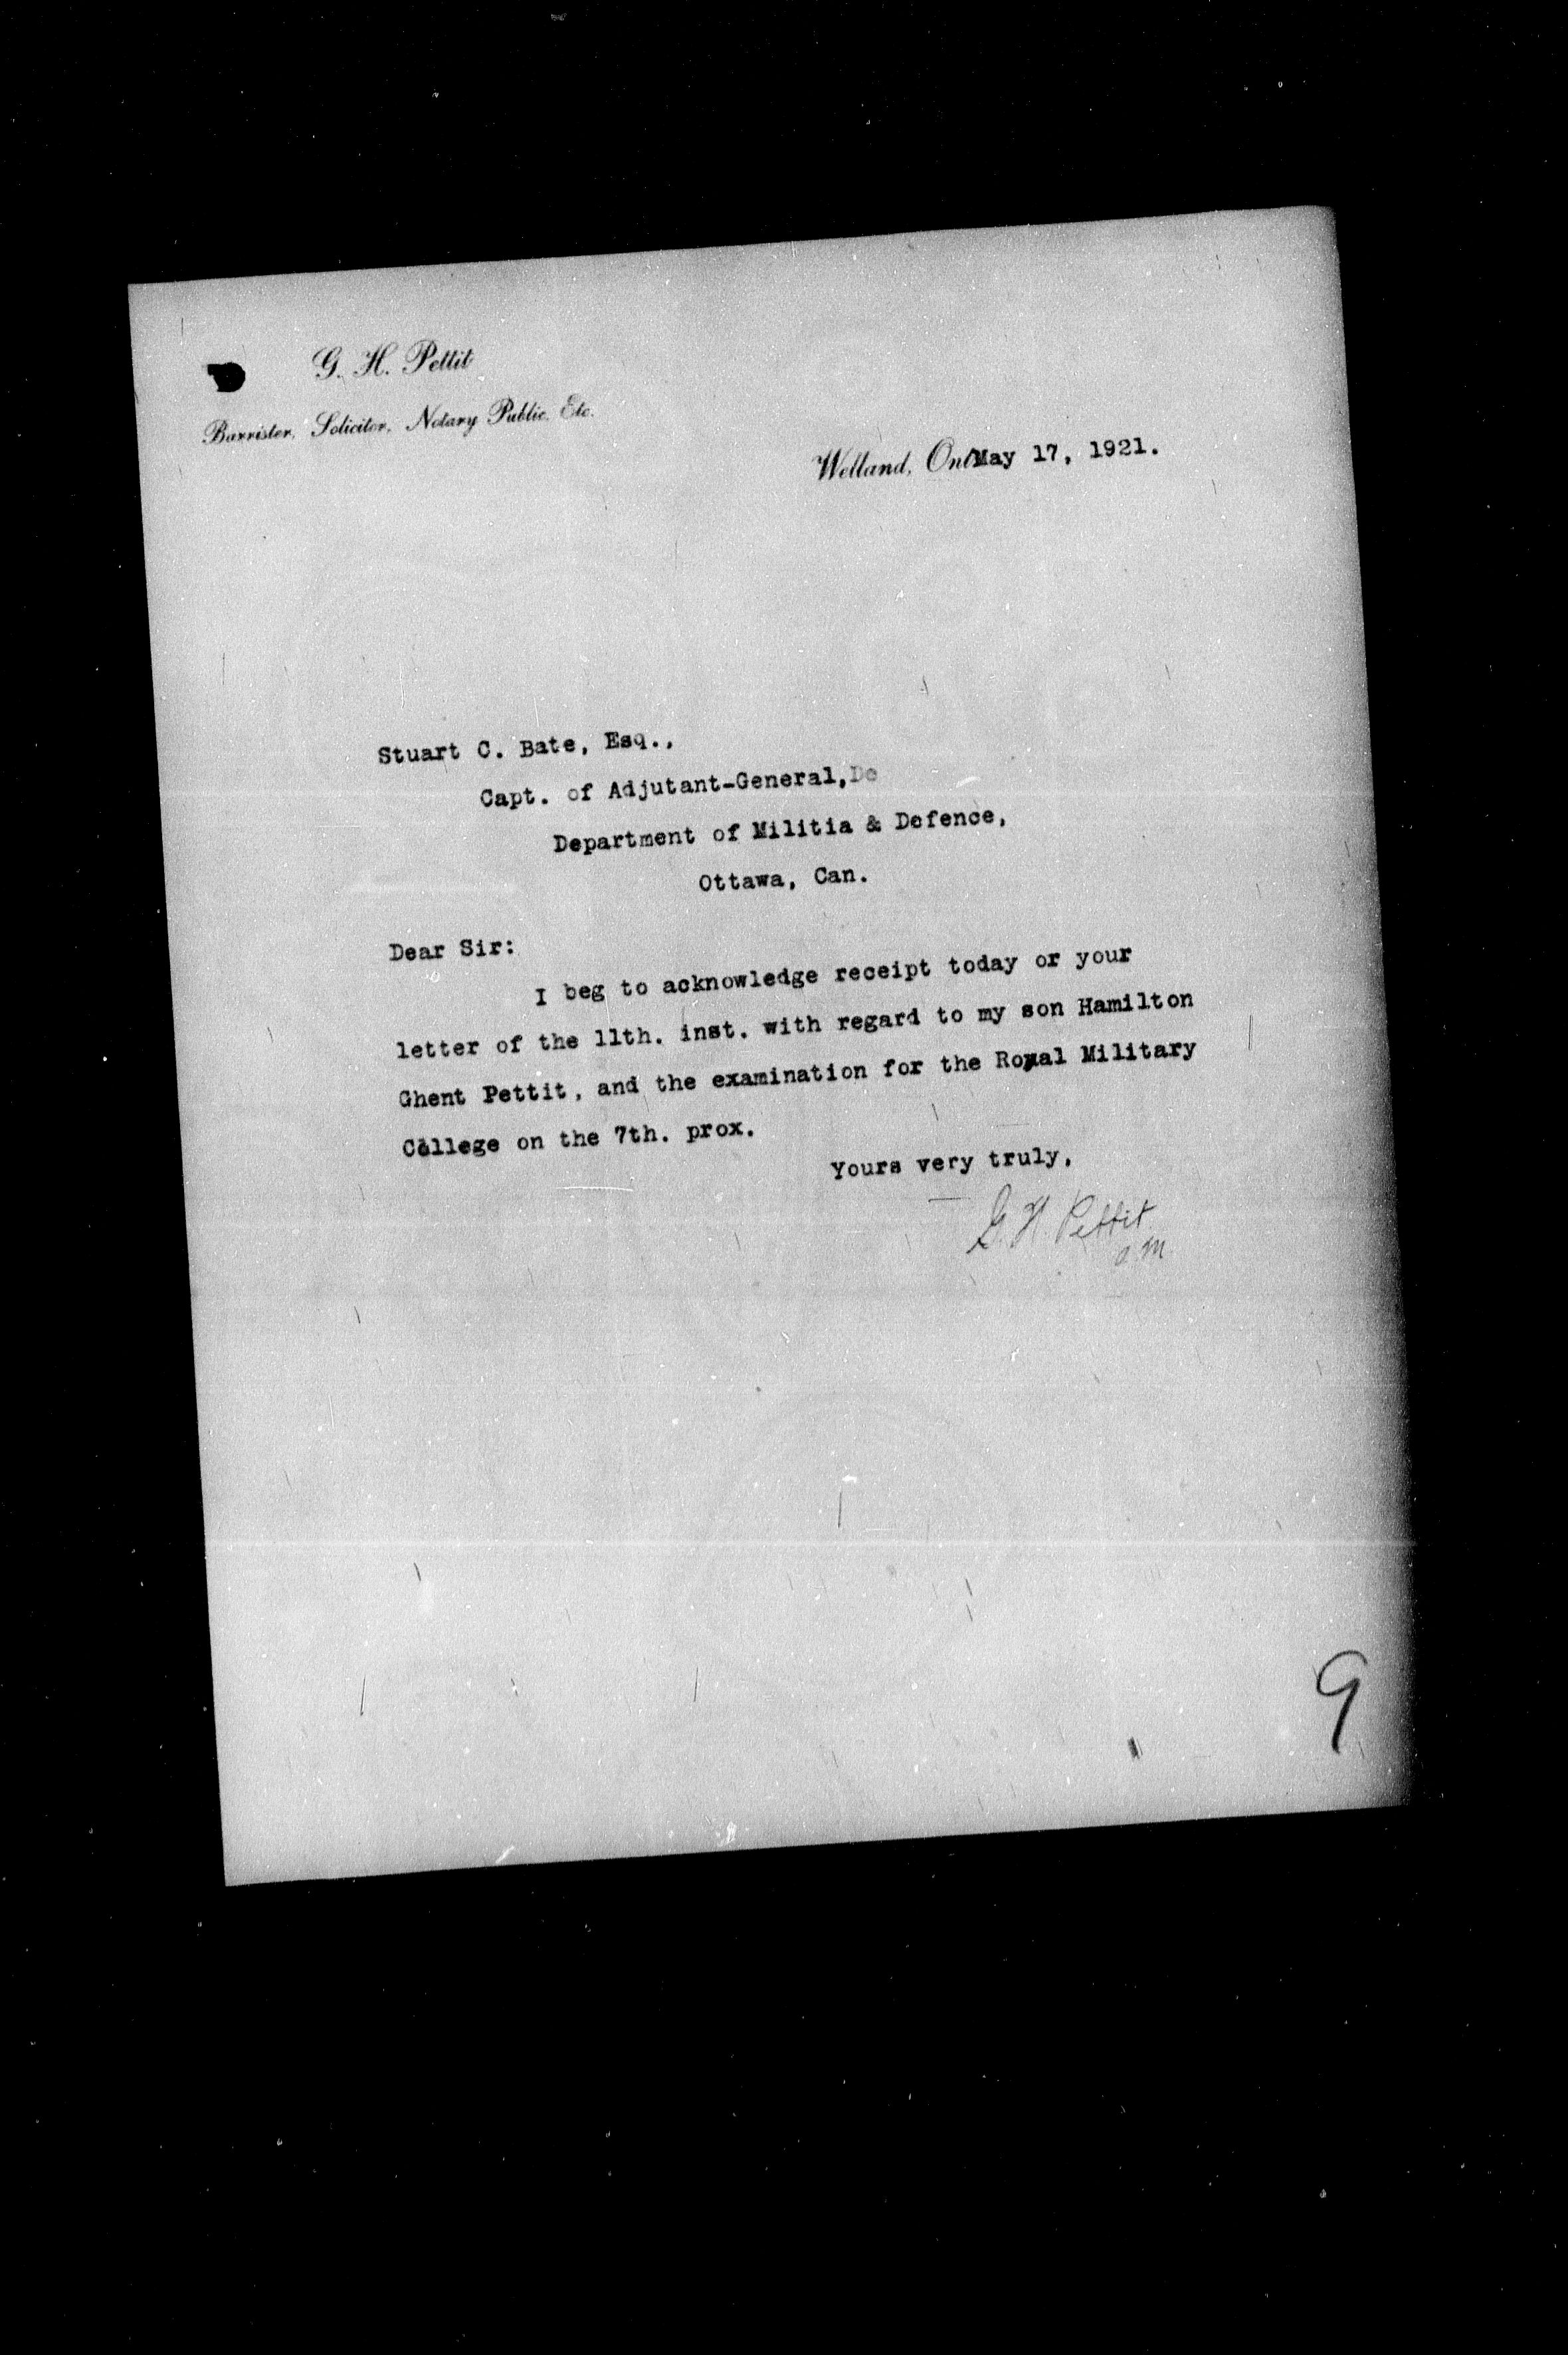 G. H. Pettit
Barrister, Solicitor, Notary Public, Etc.
Welland, Ont May 17, 1921.
Stuart C. Bate, Esq.,
Capt. of Adjutant-General, De
Department of Militia & Defence,
Ottawa, Can.
Dear Sir:
I beg to acknowledge receipt today or your
letter of the 11th. inst. with regard to my son Hamilton
Ghent Pettit, and the examination for the Royal Military
College on the 7th. prox.
Yours very truly,
G. H. Pettit
a.m
9